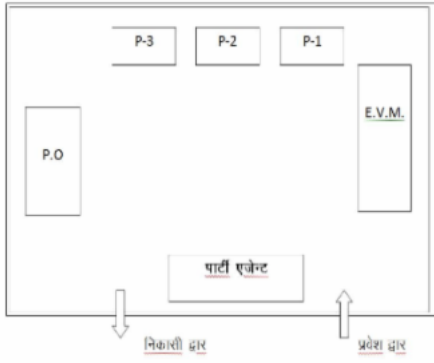 P-3
P-2
P-1
E.V.M.
P.O
पार्टी एजेन्ट
निकासी द्वार
प्रवेश द्वार